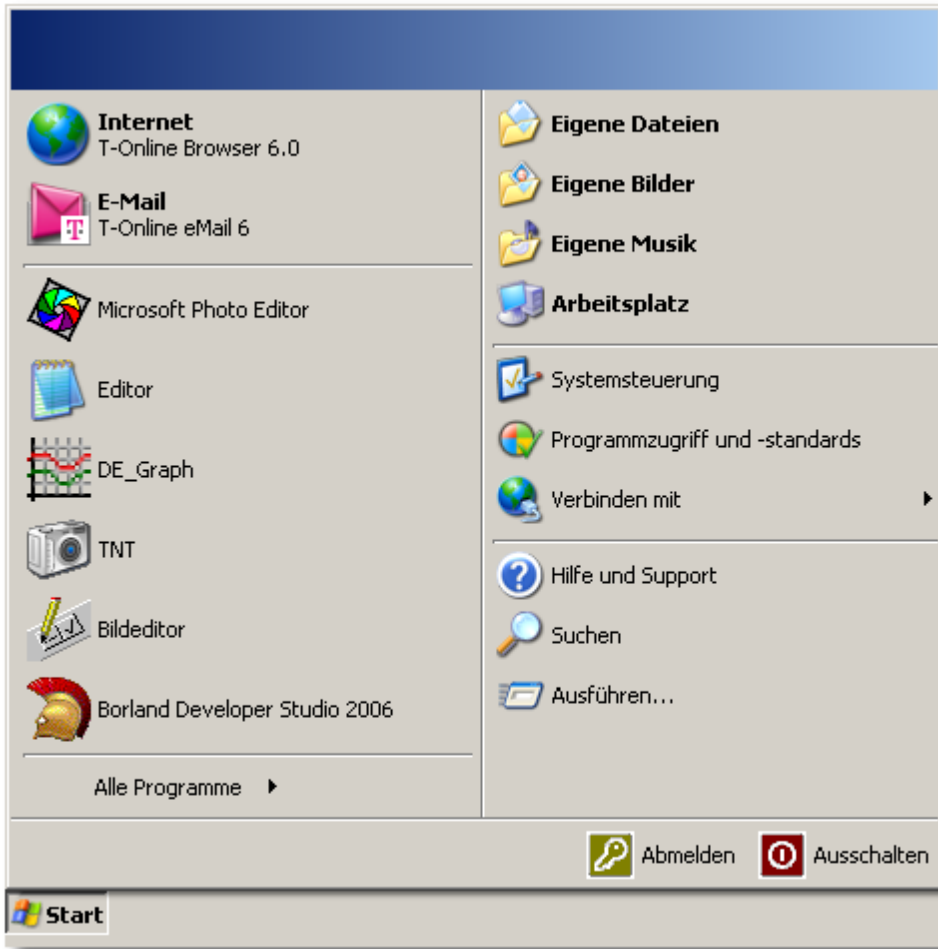 Internet
T-Online Browser 6.0
E-Mail
T-Online eMail 6
Microsoft Photo Editor
Editor
DE_Graph
TNT
Bildeditor
Borland Developer Studio 2006
Alle Programme
Eigene Dateien
Eigene Bilder
Eigene Musik
Arbeitsplatz
Systemsteuerung
Programmzugriff und -standards
Verbinden mit
Hilfe und Support
Suchen
Ausführen...
Abmelden
Ausschalten
Start